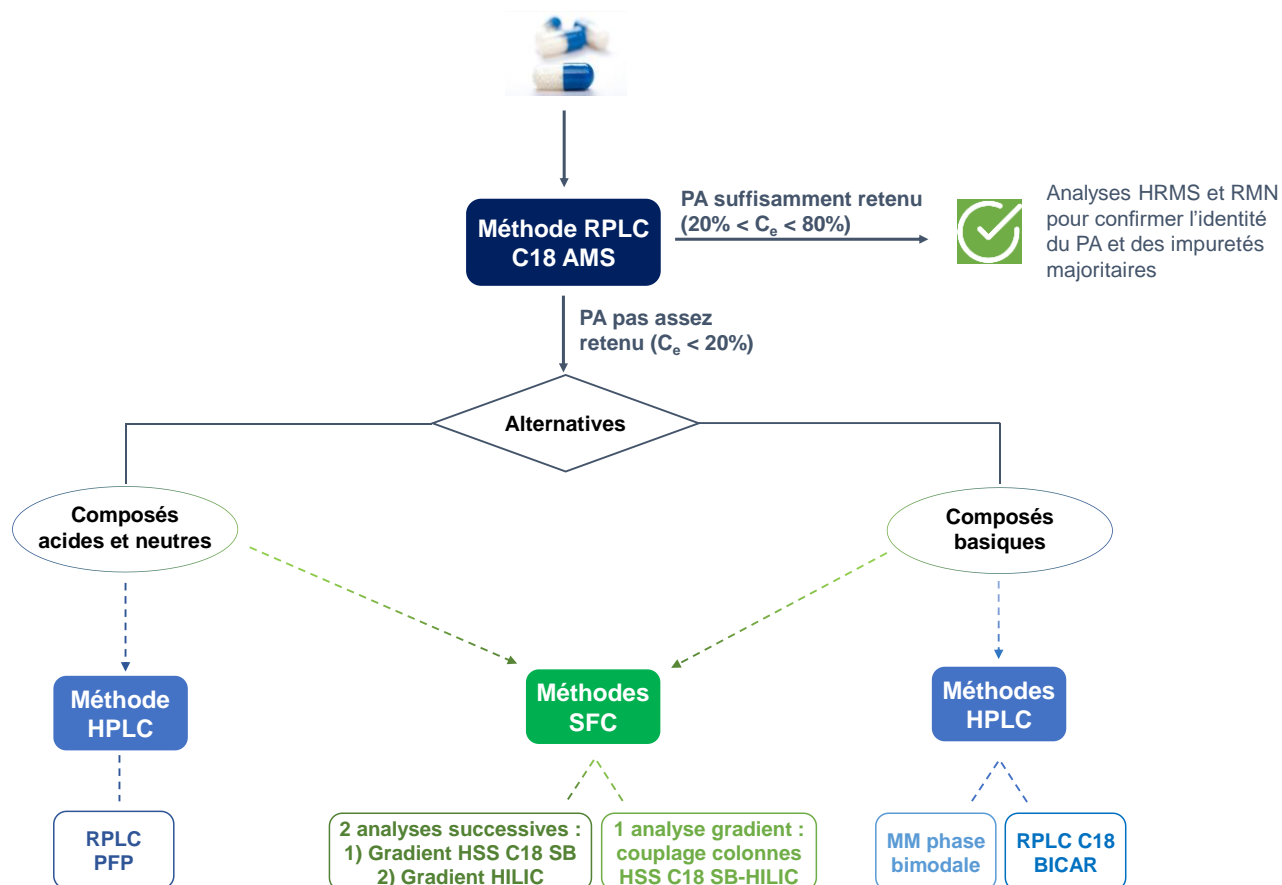 Méthode RPLC
C18 AMS
PA suffisamment retenu
(20% < Ce < 80%)
Analyses HRMS et RMN
pour confirmer l'identité
du PA et des impuretés
majoritaires
PA pas assez
retenu (Ce < 20%)
Alternatives
Composés
acides et neutres
Composés
basiques
Méthode
HPLC
Méthodes
SFC
Méthodes
HPLC
RPLC
PFP
2 analyses successives :
1) Gradient HSS C18 SB
2) Gradient HILIC
1 analyse gradient :
couplage colonnes
HSS C18 SB-HILIC
MM phase
bimodale
RPLC C18
BICAR